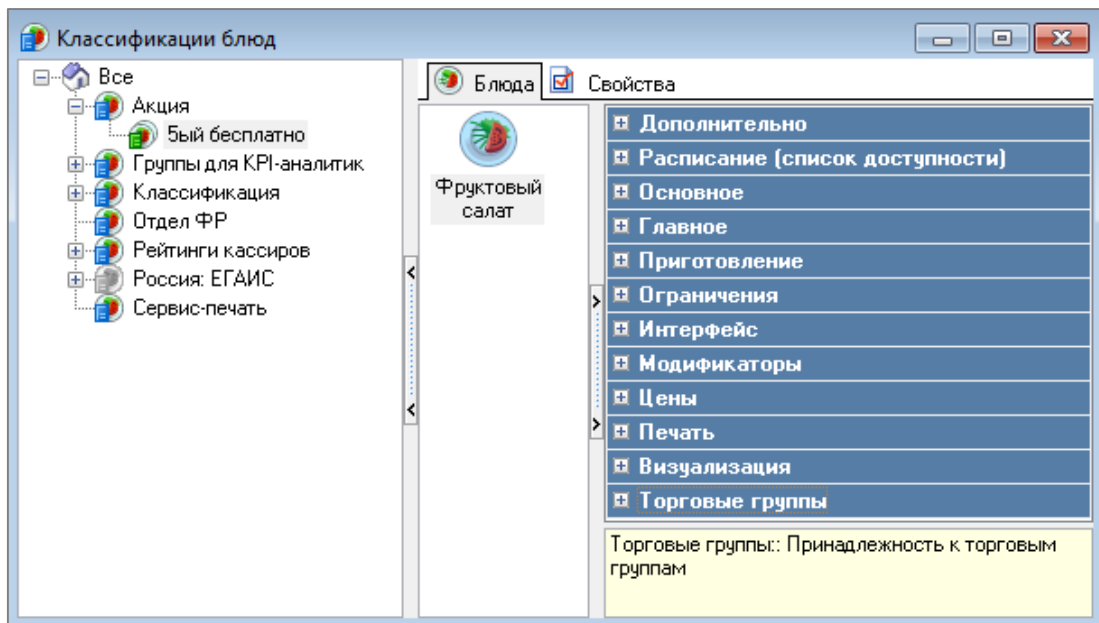 Классификации блюд
Все
Акция
5ый бесплатно
Группы для KPI-аналитик
Классификация
Отдел ФР
Рейтинги кассиров
Россия: ЕГАИС
Сервис-печать
Блюда Свойства
Фруктовый
салат
Дополнительно
Расписание (список доступности)
Основное
Главное
Приготовление
Ограничения
Интерфейс
Модификаторы
Цены
Печать
Визуализация
Торговые группы
Торговые группы:: Принадлежность к торговым
группам